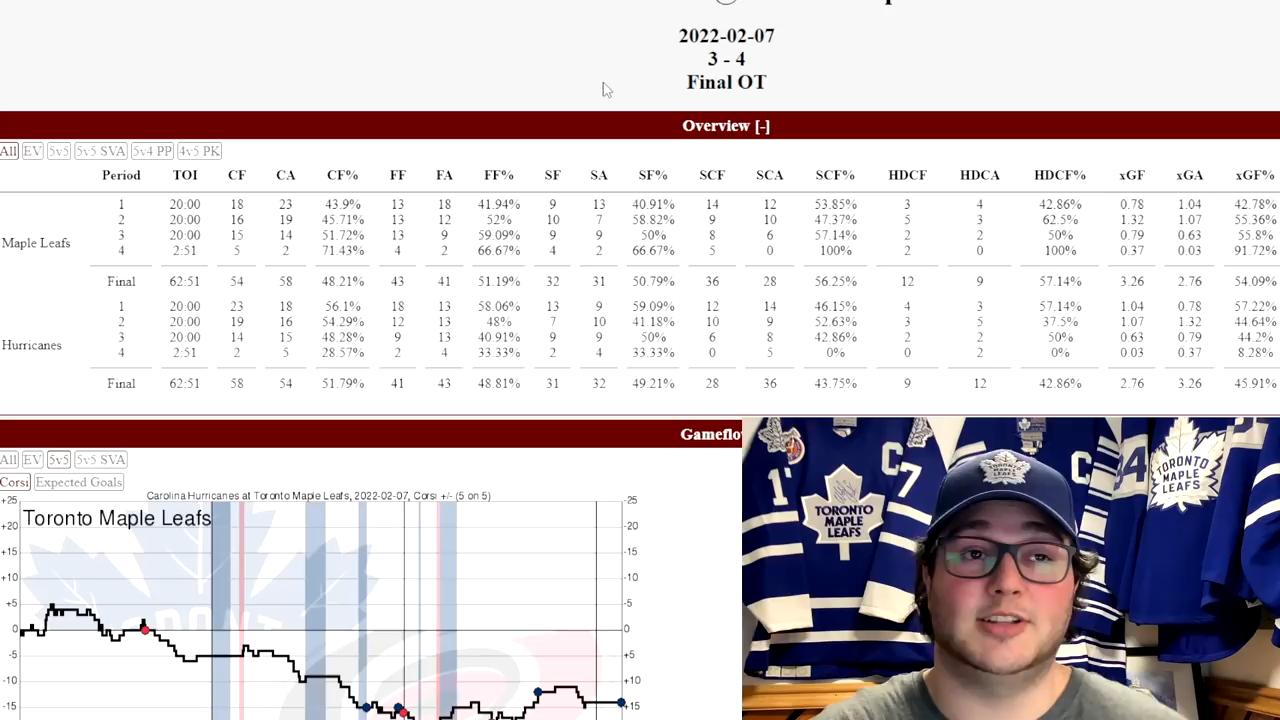 2022-02-07
3 - 4
Final OT
Overview [-]
All EV 5v5 5v5 SVA 5v4 PP 4v5 PK
Period TOI CF CA CF% FF FA FF% SF SA SF% SCF SCA SCF% HDCF HDCA HDCF% xGF xGA xGF%
Maple Leafs
1 20:00 18 23 43.9% 13 18 41.94% 9 13 40.91% 14 12 53.85% 3 4 42.86% 0.78 1.04 42.78%
2 20:00 16 19 45.71% 13 12 52% 10 7 58.82% 9 10 47.37% 5 3 62.5% 1.32 1.07 55.36%
3 20:00 15 14 51.72% 13 9 59.09% 9 9 50% 8 6 57.14% 2 2 50% 0.79 0.63 55.8%
4 2:51 5 2 71.43% 4 2 66.67% 4 2 66.67% 5 0 100% 2 0 100% 0.37 0.03 91.72%
Final 62:51 54 58 48.21% 43 41 51.19% 32 31 50.79% 36 28 56.25% 12 9 57.14% 3.26 2.76 54.09%
Hurricanes
1 20:00 23 18 56.1% 18 13 58.06% 13 9 59.09% 12 14 46.15% 4 3 57.14% 1.04 0.78 57.22%
2 20:00 19 16 54.29% 12 13 48% 7 10 41.18% 10 9 52.63% 3 5 37.5% 1.07 1.32 44.64%
3 20:00 14 15 48.28% 9 13 40.91% 9 9 50% 6 8 42.86% 2 2 50% 0.63 0.79 44.2%
4 2:51 2 5 28.57% 2 4 33.33% 2 4 33.33% 0 5 0% 0 2 0% 0.03 0.37 8.28%
Final 62:51 58 54 51.79% 41 43 48.81% 31 32 49.21% 28 36 43.75% 9 12 42.86% 2.76 3.26 45.91%
All EV 5v5 5v5 SVA
Corsi Expected Goals
Carolina Hurricanes at Toronto Maple Leafs, 2022-02-07, Corsi +/- (5 on 5)
Toronto Maple Leafs
+25 -25
+20 -20
+15 -15
+10 -10
+5 -5
0 0
-5 +5
-10 +10
-15 +15
TORONTO
MAPLE
LEAFS
C
7
C
TORONTO
MAPLE
LEAFS